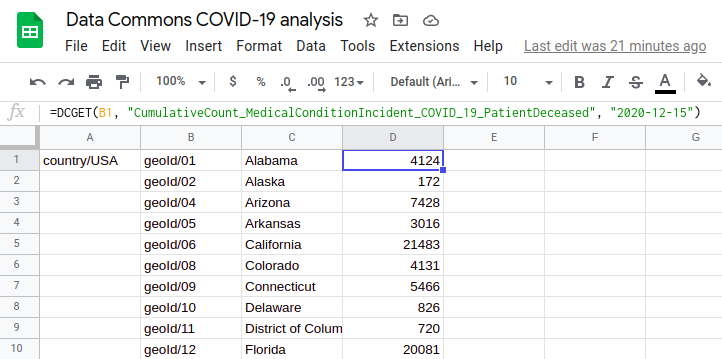 Data Commons COVID-19 analysis
File Edit View Insert Format Data Tools Extensions Help Last edit was 21 minutes ago
100% $ % .0 .00 123 Default (Ari... 10 B I S A
fx =DCGET(B1, "CumulativeCount_MedicalConditionIncident_COVID_19_PatientDeceased", "2020-12-15")
A B C D E F G
1 country/USA geoId/01 Alabama 4124
2 geoId/02 Alaska 172
3 geoId/04 Arizona 7428
4 geoId/05 Arkansas 3016
5 geoId/06 California 21483
6 geoId/08 Colorado 4131
7 geoId/09 Connecticut 5466
8 geoId/10 Delaware 826
9 geoId/11 District of Colum 720
10 geoId/12 Florida 20081